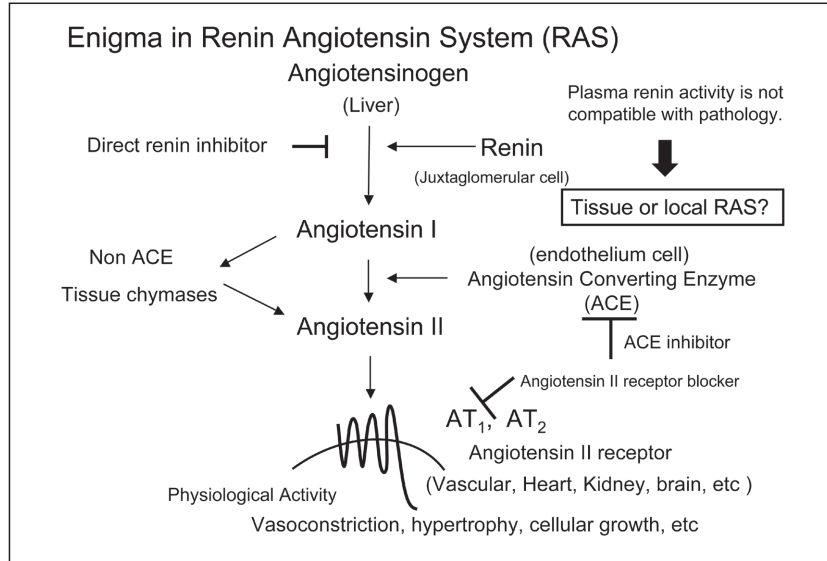 Enigma in Renin Angiotensin System (RAS)
Angiotensinogen
(Liver)
Plasma renin activity is not
compatible with pathology.
Direct renin inhibitor
Renin
(Juxtaglomerular cell)
Tissue or local RAS?
Angiotensin I
Non ACE
Tissue chymases
(endothelium cell)
Angiotensin Converting Enzyme
(ACE)
Angiotensin II
ACE inhibitor
Angiotensin II receptor blocker
AT1, AT2
Angiotensin II receptor
(Vascular, Heart, Kidney, brain, etc )
Physiological Activity
Vasoconstriction, hypertrophy, cellular growth, etc